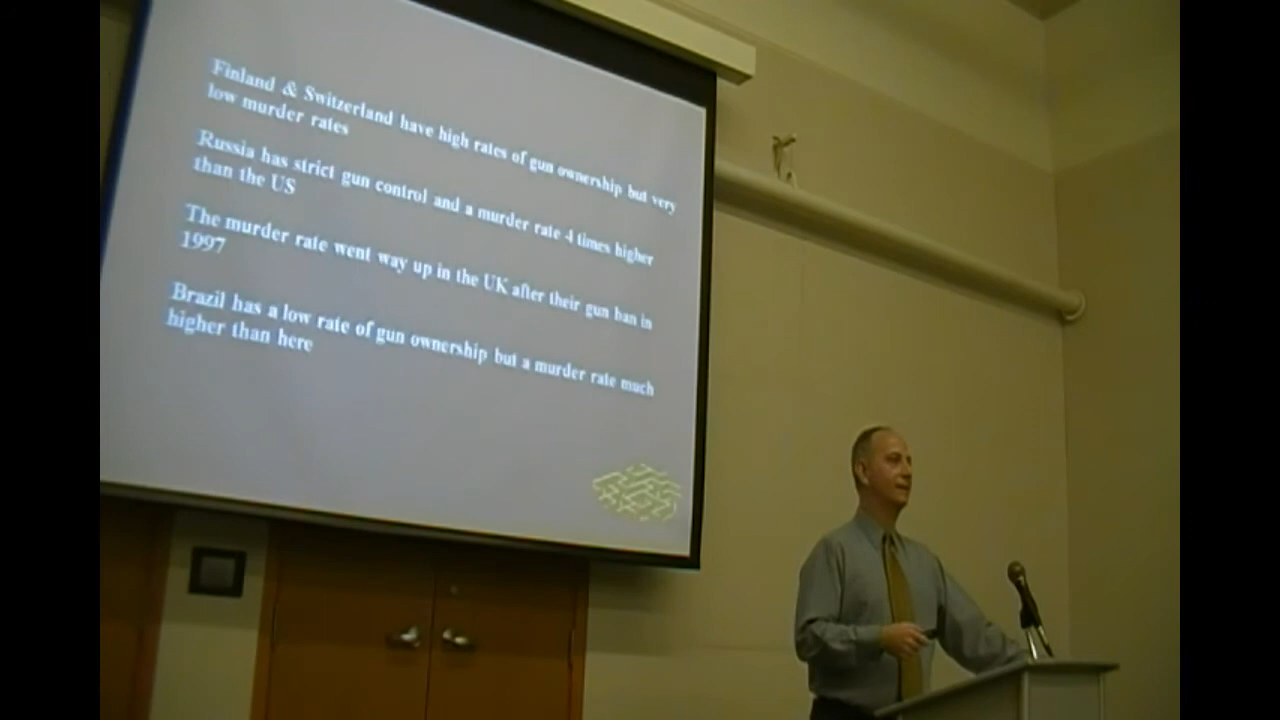 Finland & Switzerland have high rates of gun ownership but very
low murder rates
Russia has strict gun control and a murder rate 4 times higher
than the US
The murder rate went way up in the UK after their gun ban in
1997
Brazil has a low rate of gun ownership but a murder rate much
higher than here